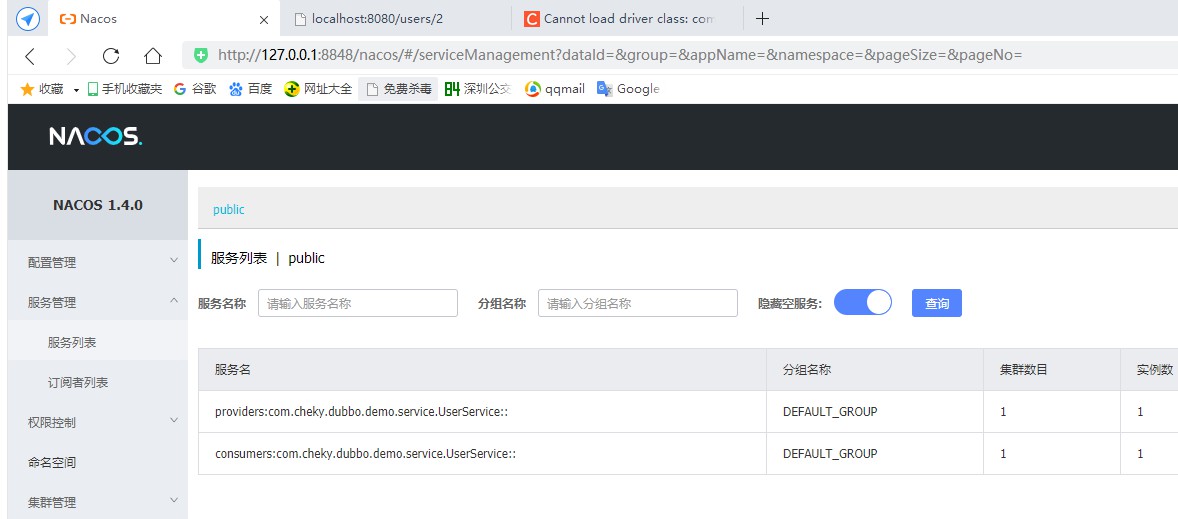 Nacos
localhost:8080/users/2
Cannot load driver class: com
http://127.0.0.1:8848/nacos/#/serviceManagement?dataId=&group=&appName=&namespace=&pageSize=&pageNo=
收藏 手机收藏夹 谷歌 百度 网址大全 免费杀毒 深圳公交 qqmail Google
NACOS.
NACOS 1.4.0
public
配置管理
服务列表 | public
服务管理
服务名称 请输入服务名称 分组名称 请输入分组名称 隐藏空服务: 查询
服务列表
订阅者列表
权限控制
命名空间
集群管理
服务名 分组名称 集群数目 实例数
providers:com.cheky.dubbo.demo.service.UserService:: DEFAULT_GROUP 1 1
consumers:com.cheky.dubbo.demo.service.UserService:: DEFAULT_GROUP 1 1